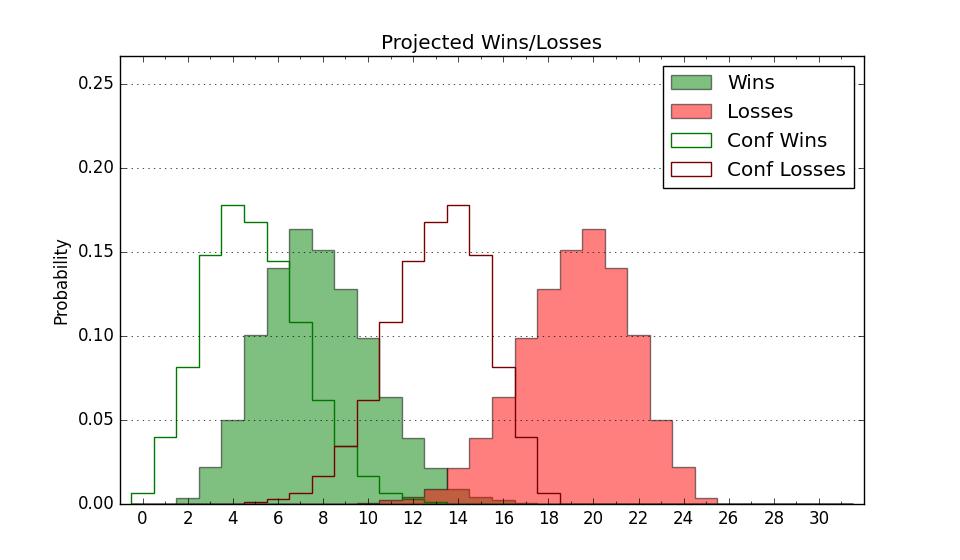 Projected Wins/Losses
Wins
Losses
Conf Wins
Conf Losses
Probability
0.25
0.20
0.15
0.10
0.05
0.00
0 2 4 6 8 10 12 14 16 18 20 22 24 26 28 30